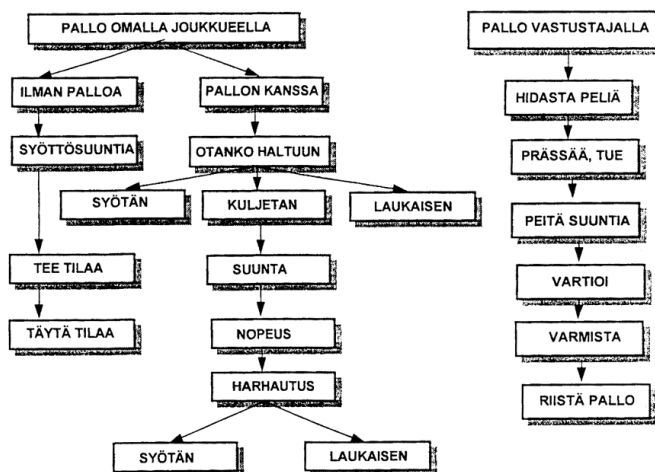 PALLO OMALLA JOUKKUEELLA
PALLO VASTUSTAJALLA
ILMAN PALLOA
PALLON KANSSA
HIDASTA PELIÄ
SYÖTTÖSUUNTIA
OTANKO HALTUUN
PRÄSSÄÄ, TUE
SYÖTÄN
KULJETAN
LAUKAISEN
PEITÄ SUUNTIA
TEE TILAA
SUUNTA
VARTIOI
TÄYTÄ TILAA
NOPEUS
VARMISTA
HARHAUTUS
RIISTÄ PALLO
SYÖTÄN
LAUKAISEN